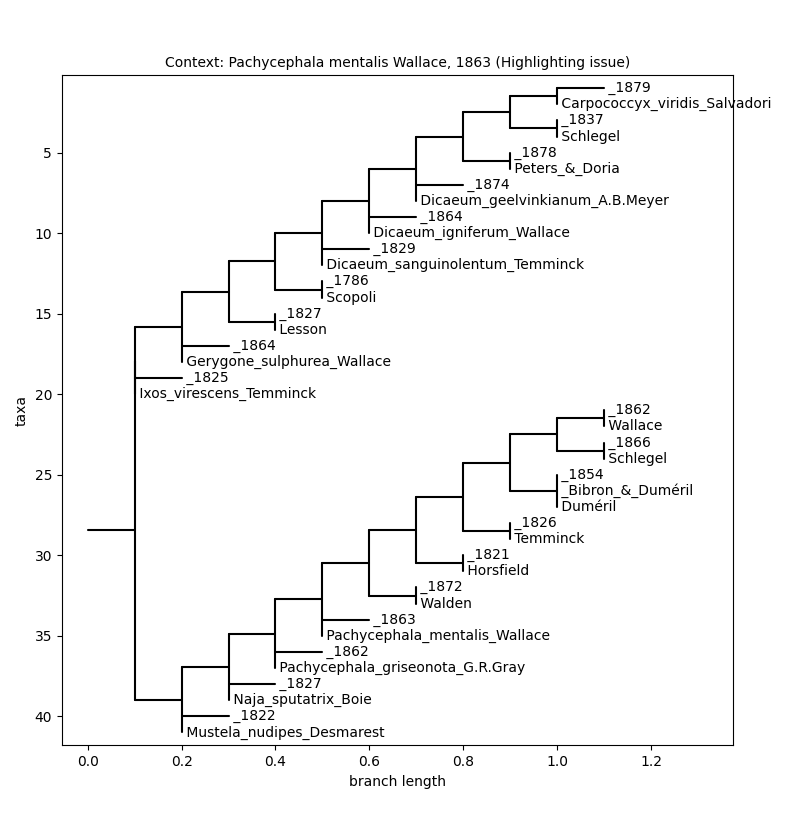 Context: Pachycephala mentalis Wallace, 1863 (Highlighting issue)
_1879
Carpococcyx_viridis_Salvadori
_1837
Schlegel
5
_1878
Peters_&_Doria
_1874
Dicaeum_geelvinkianum_A.B.Meyer
_1864
10
Dicaeum_igniferum_Wallace
_1829
Dicaeum_sanguinolentum_Temminck
_1786
Scopoli
15
_1827
Lesson
_1864
Gerygone_sulphurea_Wallace
_1825
20
Ixos_virescens_Temminck
_1862
Wallace
_1866
Schlegel
25
_1854
_Bibron_&_Duméril
Duméril
_1826
Temminck
30
_1821
Horsfield
_1872
Walden
_1863
35
Pachycephala_mentalis_Wallace
_1862
Pachycephala_griseonota_G.R.Gray
_1827
Naja_sputatrix_Boie
40
_1822
Mustela_nudipes_Desmarest
taxa
0.0 0.2 0.4 0.6 0.8 1.0 1.2
branch length